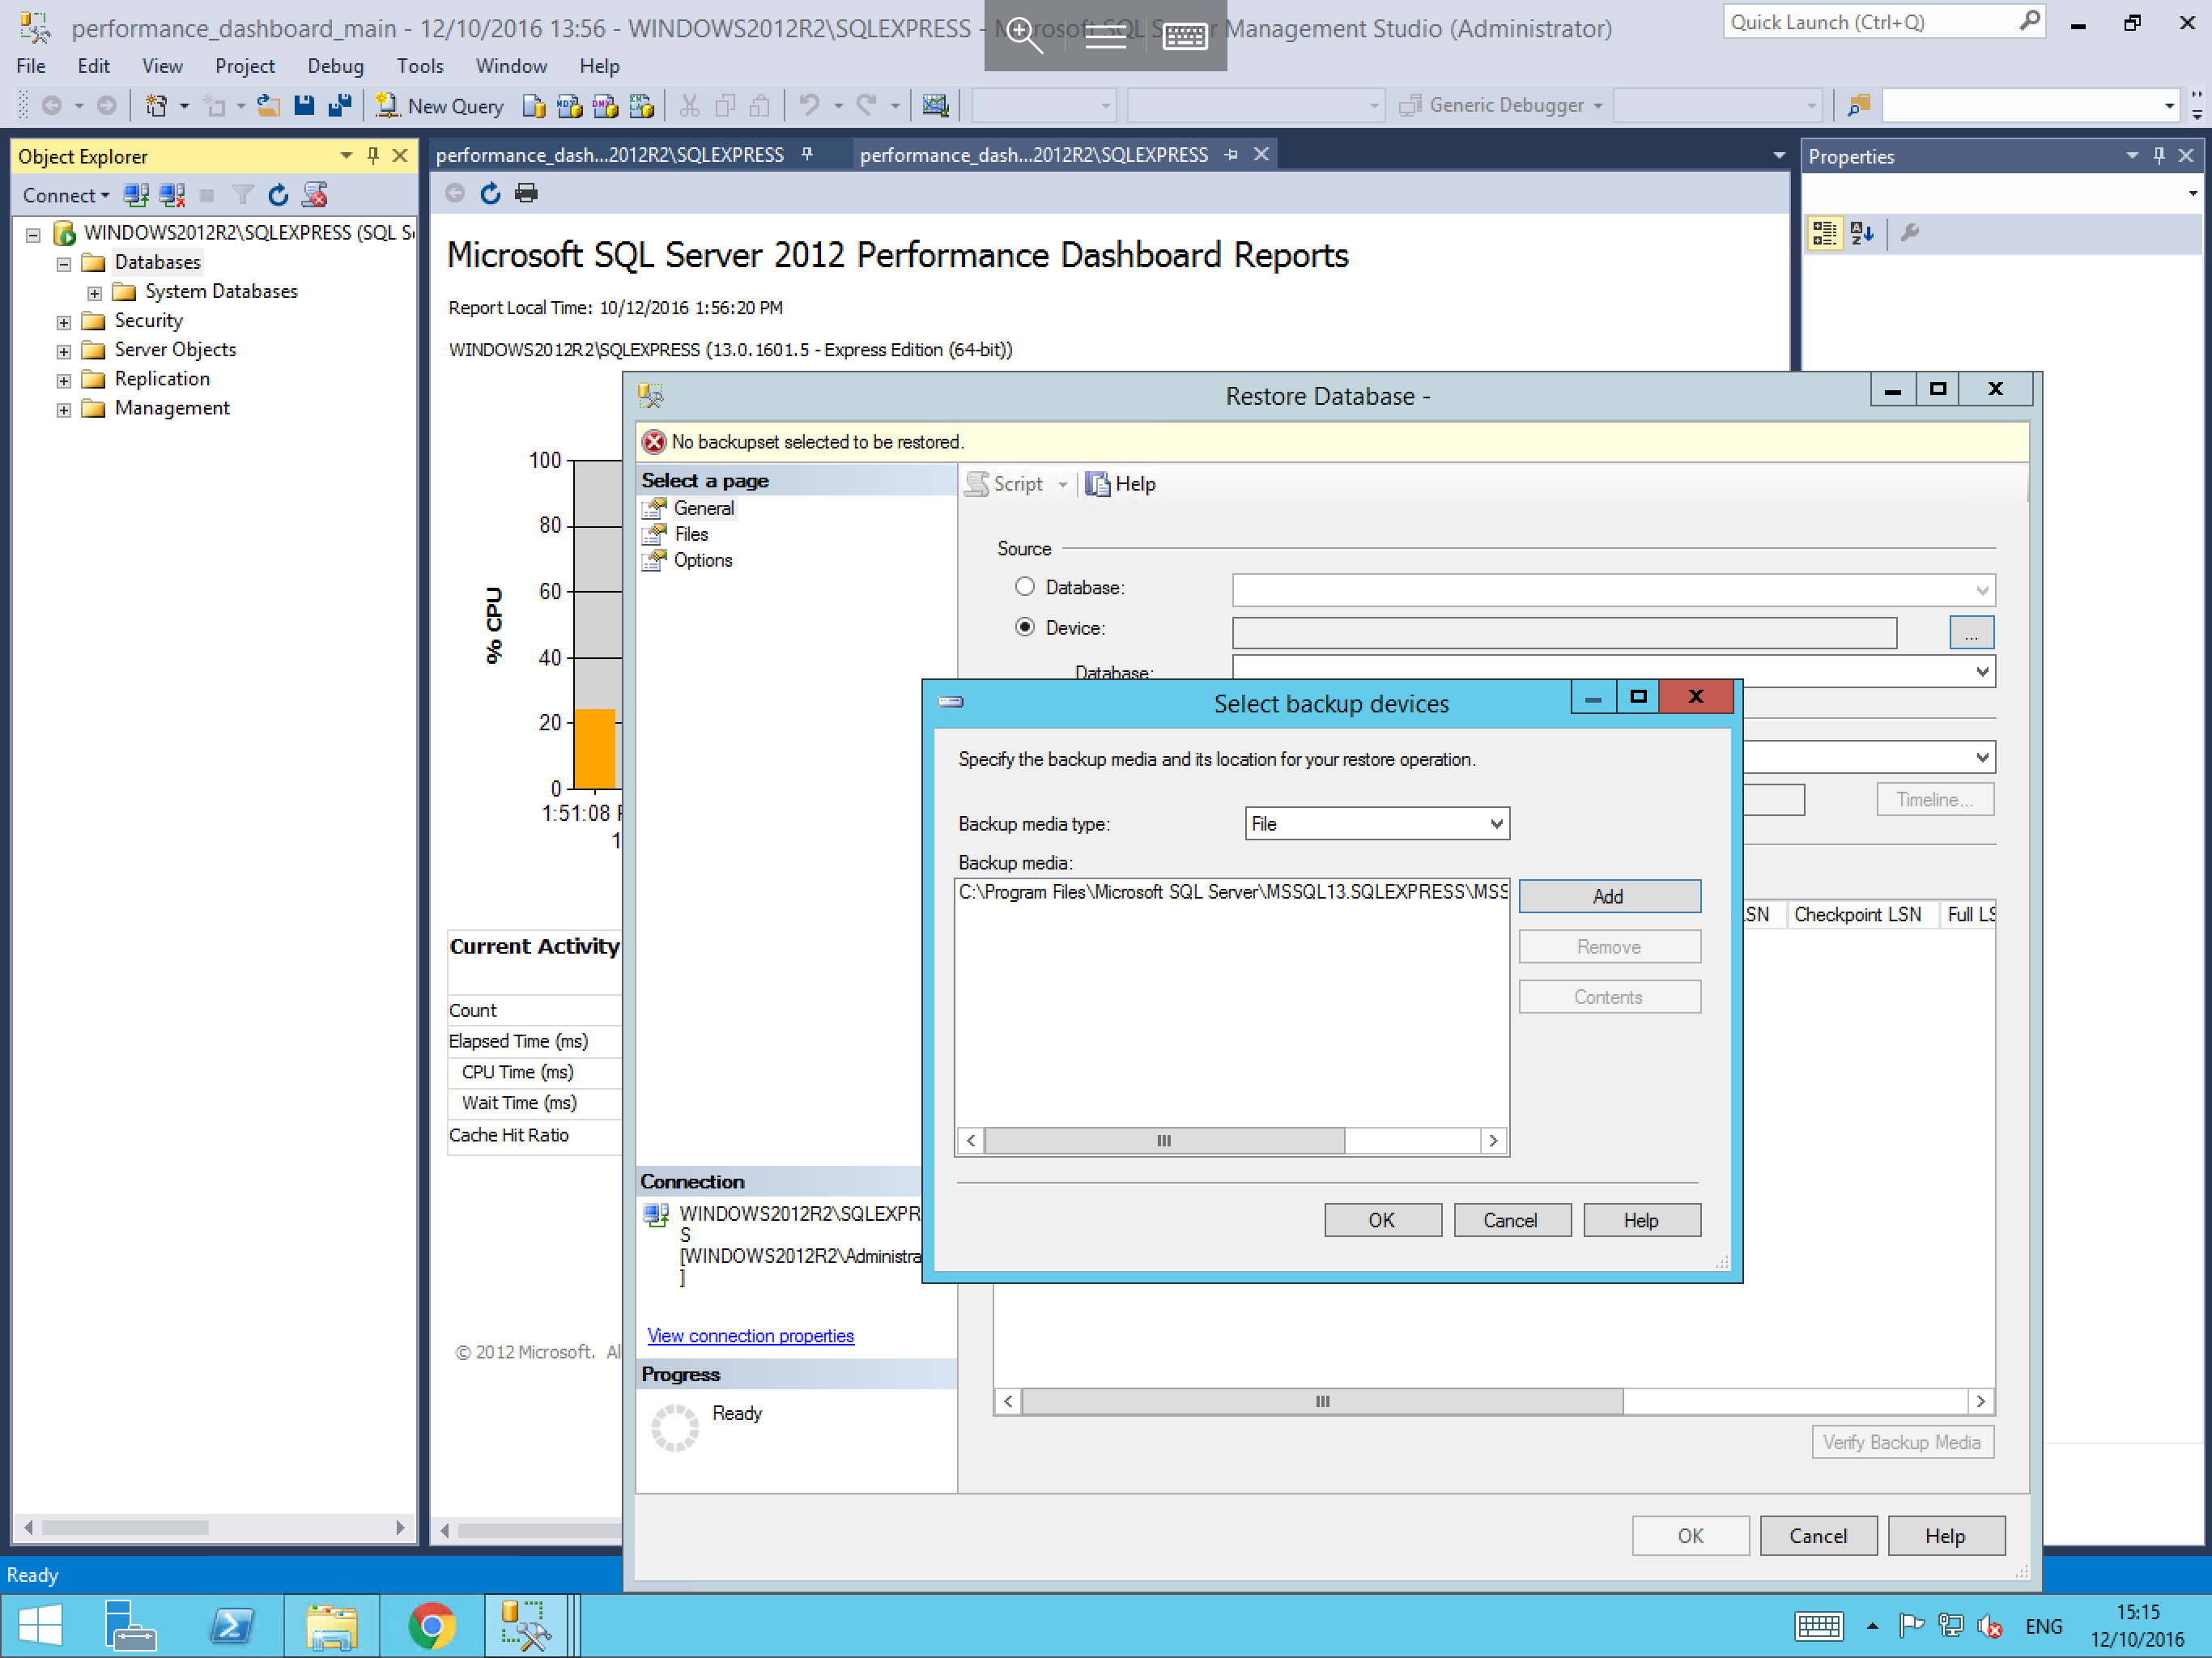 performance_dashboard_main - 12/10/2016 13:56 - WINDOWS2012R2\SQLEXPRESS - Microsoft SQL Server Management Studio (Administrator)
Quick Launch (Ctrl+Q)
File Edit View Project Debug Tools Window Help
New Query
Generic Debugger
Object Explorer
performance_dash...2012R2\SQLEXPRESS
performance_dash...2012R2\SQLEXPRESS
Properties
Connect
WINDOWS2012R2\SQLEXPRESS (SQL S
Databases
System Databases
Security
Server Objects
Replication
Management
Microsoft SQL Server 2012 Performance Dashboard Reports
Report Local Time: 10/12/2016 1:56:20 PM
WINDOWS2012R2\SQLEXPRESS (13.0.1601.5 - Express Edition (64-bit))
% CPU
100
80
60
40
20
0
1:51:08
1
Current Activity
Count
Elapsed Time (ms)
CPU Time (ms)
Wait Time (ms)
Cache Hit Ratio
© 2012 Microsoft. Al
Restore Database -
No backupset selected to be restored.
Select a page
General
Files
Options
Script Help
Source
Database:
Device:
...
Database:
Timeline...
LSN Checkpoint LSN Full LS
Select backup devices
Specify the backup media and its location for your restore operation.
Backup media type: File
Backup media:
C:\Program Files\Microsoft SQL Server\MSSQL13.SQLEXPRESS\MSS
Add
Remove
Contents
OK Cancel Help
Connection
WINDOWS2012R2\SQLEXPR
S
[WINDOWS2012R2\Administra
]
View connection properties
Progress
Ready
Verify Backup Media
OK Cancel Help
Ready
ENG
15:15
12/10/2016